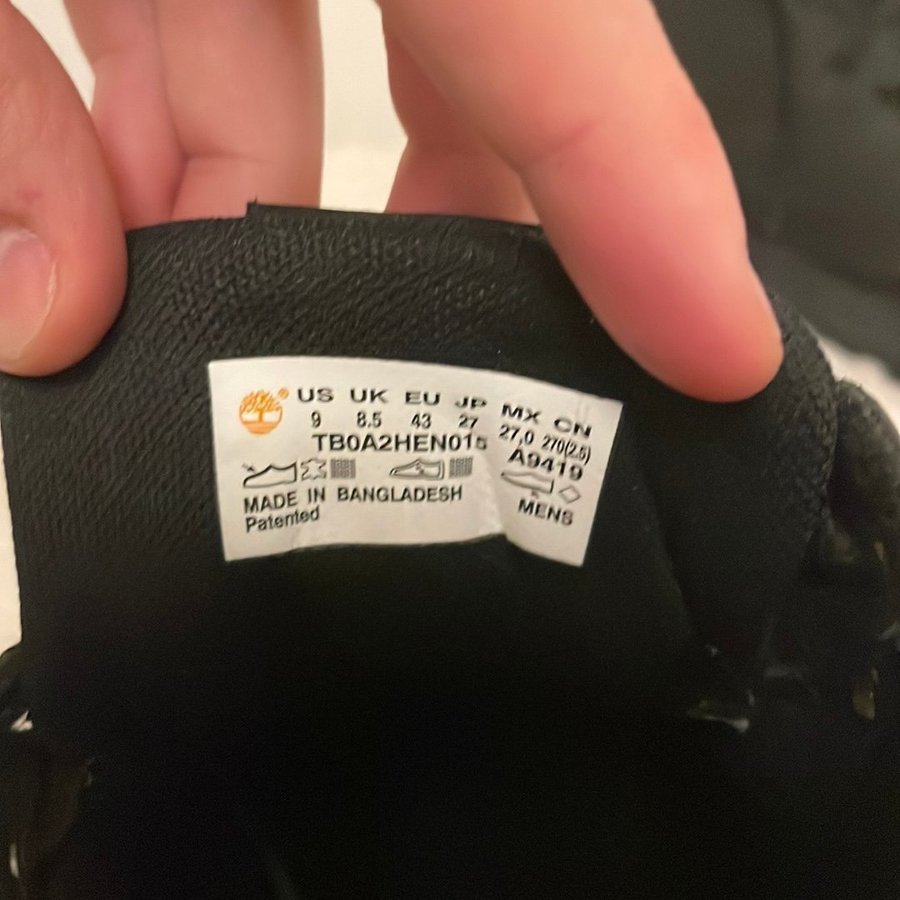 ® US UK EU JP MX CN
9 8.5 43 27 27,0 270(2.5)
TB0A2HEN015 A9419
MADE IN BANGLADESH
Patented MENS